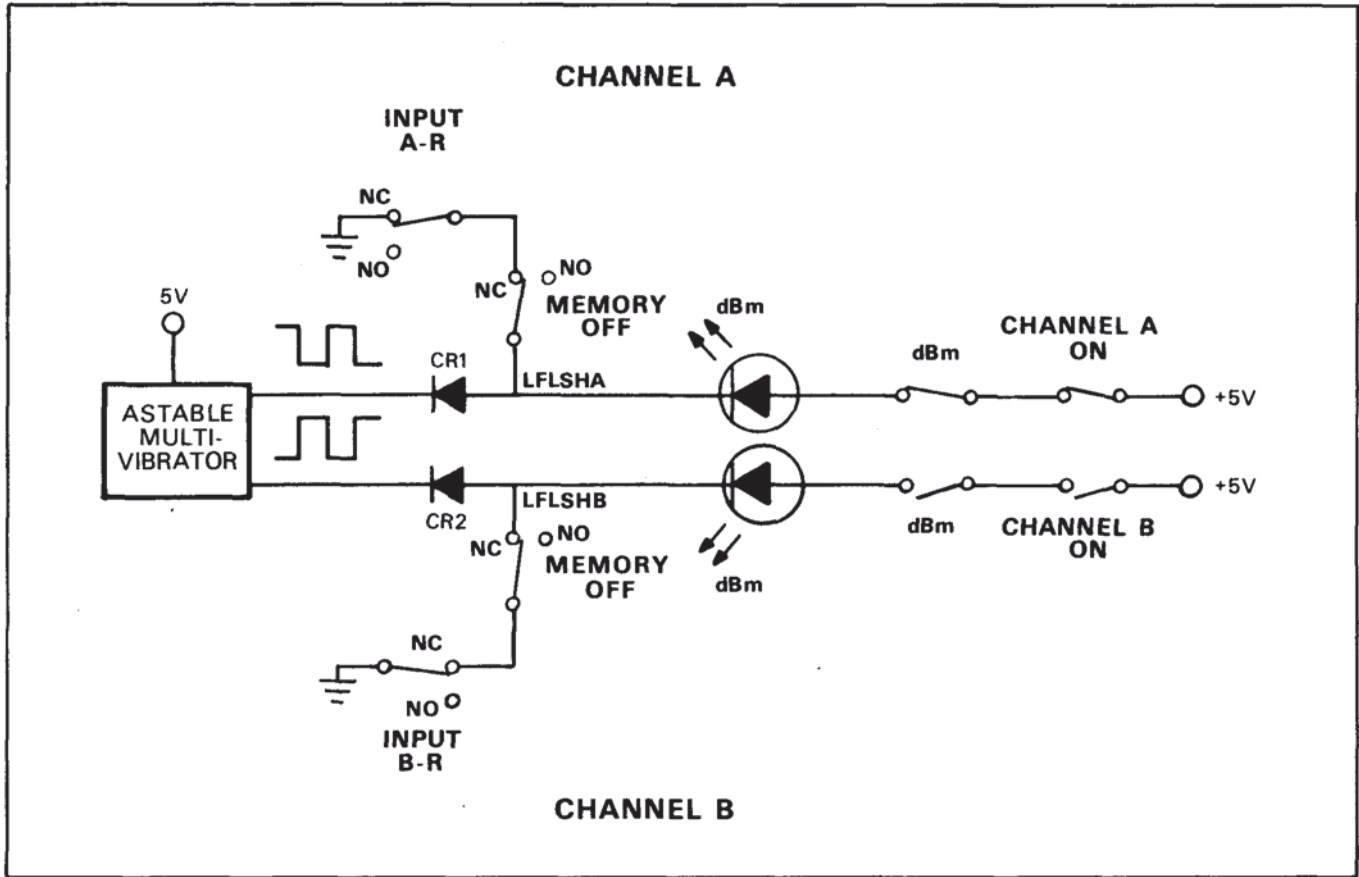 CHANNEL A
INPUT
A-R
NC
NO
NC
NO
MEMORY
OFF
5V
dBm
CHANNEL A
ON
dBm
CR1
LFLSHA
+5V
ASTABLE
MULTI-
VIBRATOR
CR2
LFLSHB
+5V
dBm
CHANNEL B
ON
NC
NO
MEMORY
OFF
dBm
NC
NO
INPUT
B-R
CHANNEL B